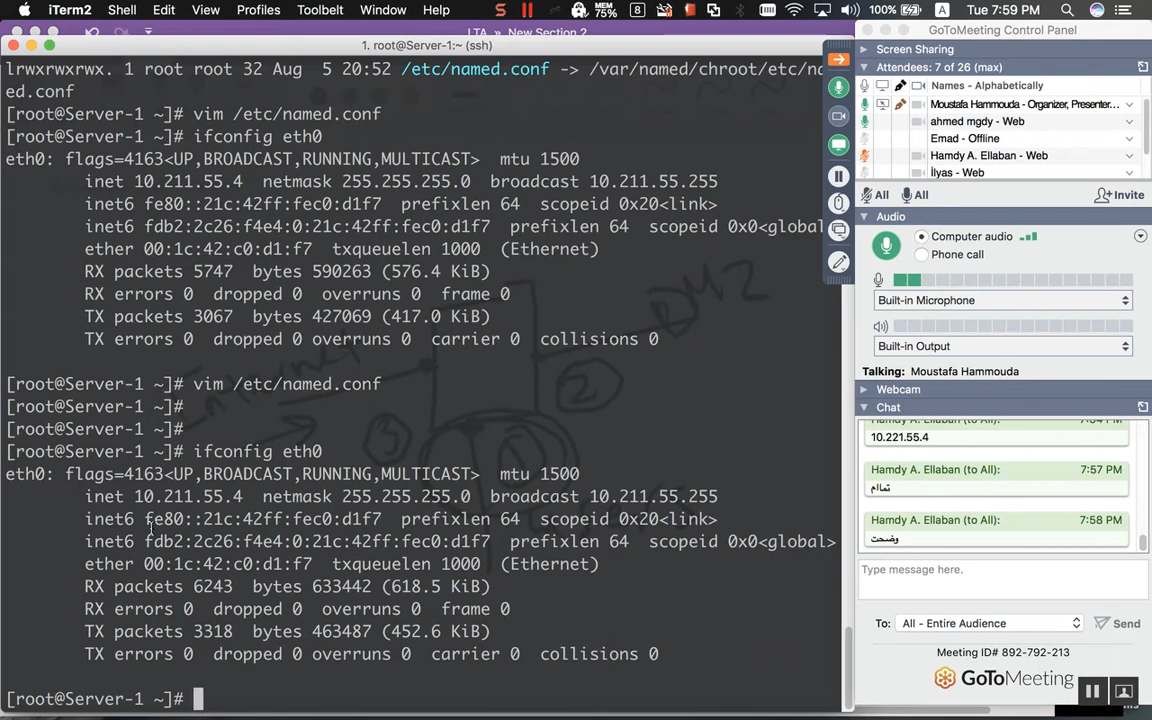 iTerm2 Shell Edit View Profiles Toolbelt Window Help
MEM 75% 8 100% A Tue 7:59 PM
LTA » New Section 2
1. root@Server-1:~ (ssh)
lrwxrwxrwx. 1 root root 32 Aug  5 20:52 /etc/named.conf -> /var/named/chroot/etc/na
ed.conf
[root@Server-1 ~]# vim /etc/named.conf
[root@Server-1 ~]# ifconfig eth0
eth0: flags=4163<UP,BROADCAST,RUNNING,MULTICAST>  mtu 1500
inet 10.211.55.4  netmask 255.255.255.0  broadcast 10.211.55.255
inet6 fe80::21c:42ff:fec0:d1f7  prefixlen 64  scopeid 0x20<link>
inet6 fdb2:2c26:f4e4:0:21c:42ff:fec0:d1f7  prefixlen 64  scopeid 0x0<global
ether 00:1c:42:c0:d1:f7  txqueuelen 1000  (Ethernet)
RX packets 5747  bytes 590263 (576.4 KiB)
RX errors 0  dropped 0  overruns 0  frame 0
TX packets 3067  bytes 427069 (417.0 KiB)
TX errors 0  dropped 0 overruns 0  carrier 0  collisions 0
[root@Server-1 ~]# vim /etc/named.conf
[root@Server-1 ~]#
[root@Server-1 ~]#
[root@Server-1 ~]# ifconfig eth0
eth0: flags=4163<UP,BROADCAST,RUNNING,MULTICAST>  mtu 1500
inet 10.211.55.4  netmask 255.255.255.0  broadcast 10.211.55.255
inet6 fe80::21c:42ff:fec0:d1f7  prefixlen 64  scopeid 0x20<link>
inet6 fdb2:2c26:f4e4:0:21c:42ff:fec0:d1f7  prefixlen 64  scopeid 0x0<global>
ether 00:1c:42:c0:d1:f7  txqueuelen 1000  (Ethernet)
RX packets 6243  bytes 633442 (618.5 KiB)
RX errors 0  dropped 0  overruns 0  frame 0
TX packets 3318  bytes 463487 (452.6 KiB)
TX errors 0  dropped 0 overruns 0  carrier 0  collisions 0
[root@Server-1 ~]#
DMZ
Internet
1
2
3
users
GoToMeeting Control Panel
Screen Sharing
Attendees: 7 of 26 (max)
Names - Alphabetically
Moustafa Hammouda - Organizer, Presenter...
ahmed mgdy - Web
Emad - Offline
Hamdy A. Ellaban - Web
İlyas - Web
All All Invite
Audio
Computer audio
Phone call
Built-in Microphone
Built-in Output
Talking: Moustafa Hammouda
Webcam
Chat
10.221.55.4
Hamdy A. Ellaban (to All): 7:57 PM
تماام
Hamdy A. Ellaban (to All): 7:58 PM
وضحت
Type message here.
To: All - Entire Audience Send
Meeting ID# 892-792-213
GoToMeeting